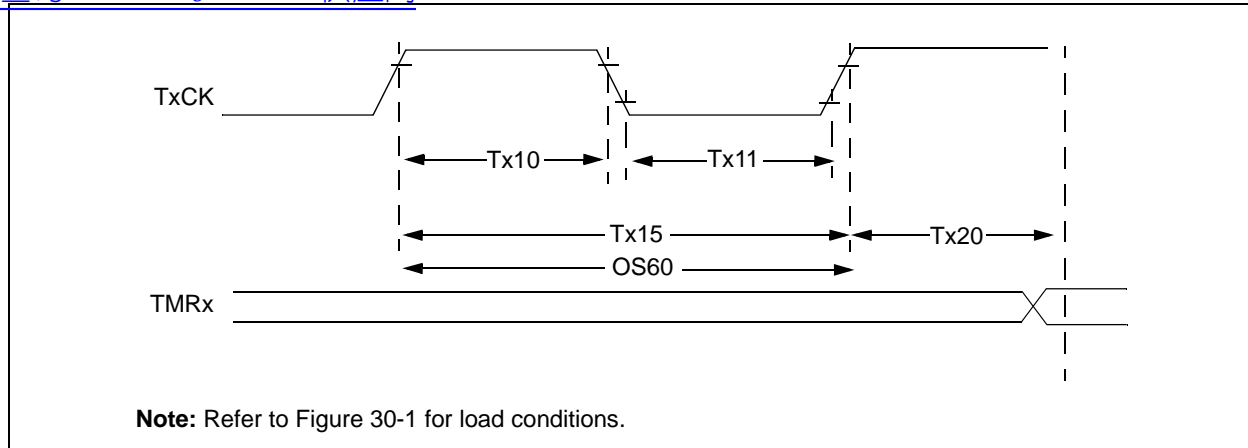 TxCK
Tx10
Tx11
Tx15
Tx20
OS60
TMRx
Note: Refer to Figure 30-1 for load conditions.